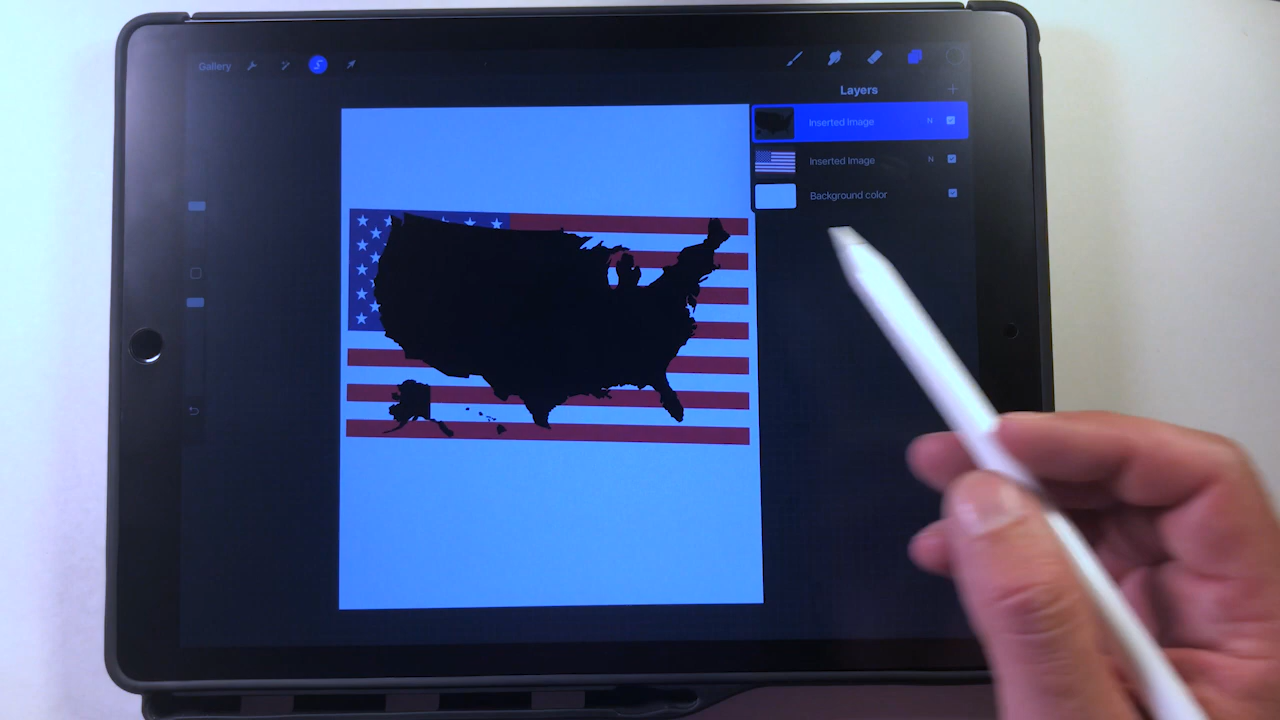 Gallery
Layers
Inserted Image N
Inserted Image N
Background color